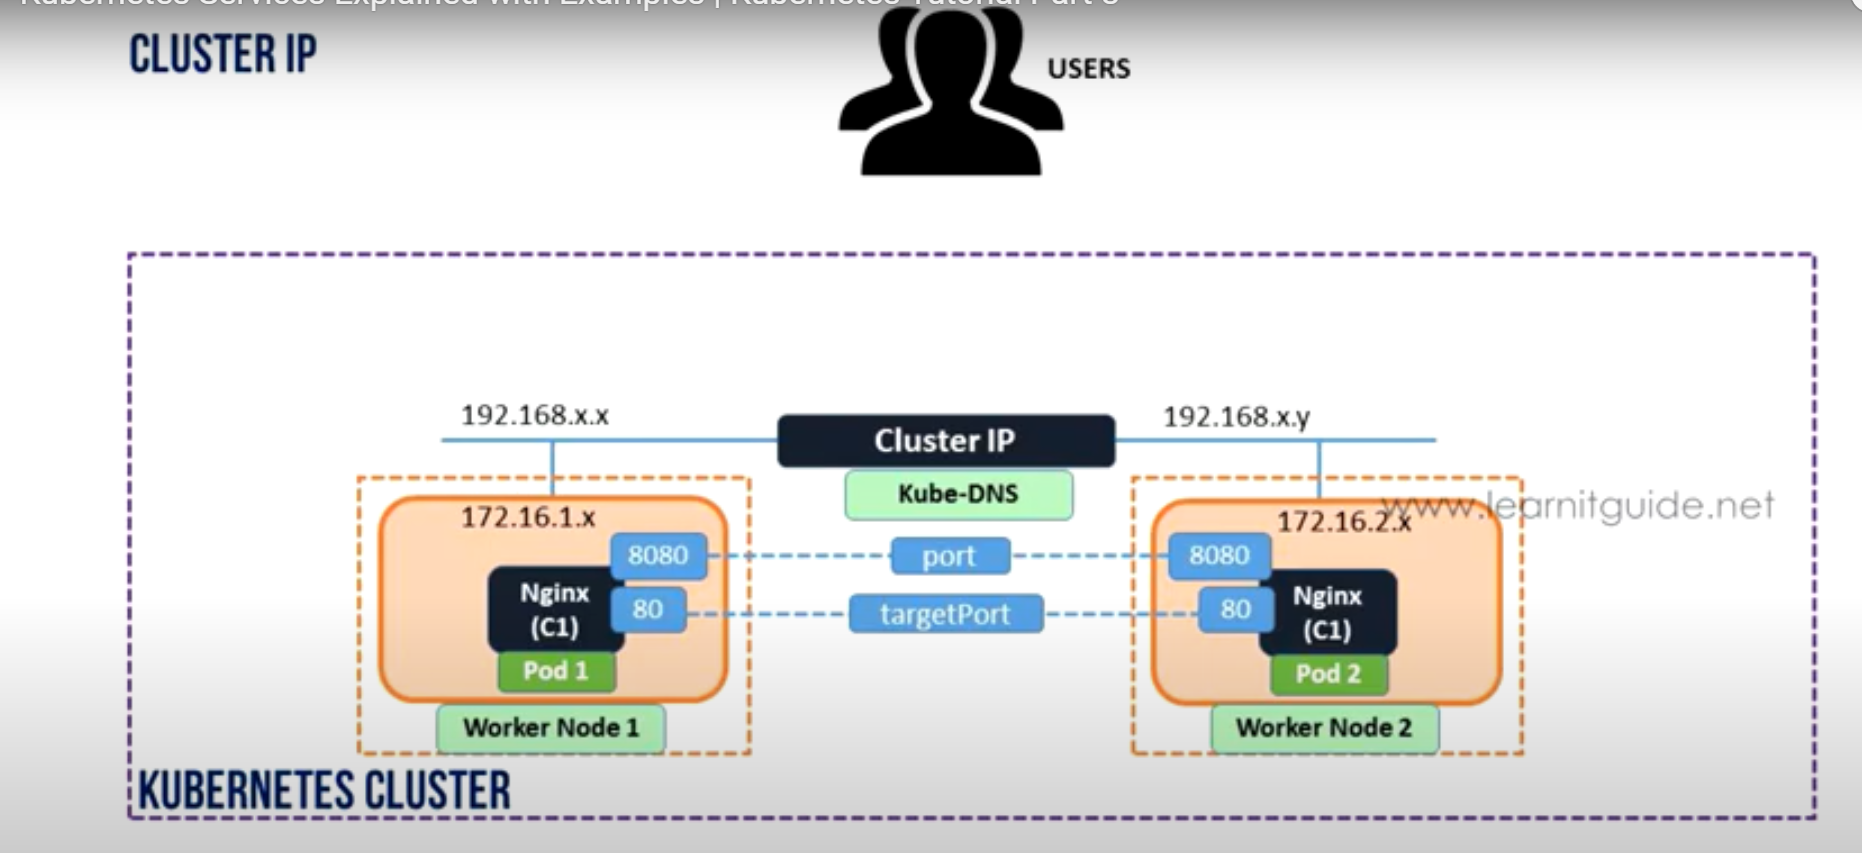 Kubernetes Services Explained with Examples | Kubernetes Tutorial Part
CLUSTER IP
USERS
192.168.x.x
Cluster IP
192.168.x.y
Kube-DNS
172.16.1.x
172.16.2.x
www.learnitguide.net
8080
port
8080
Nginx
(C1)
80
targetPort
80
Nginx
(C1)
Pod 1
Pod 2
Worker Node 1
Worker Node 2
KUBERNETES CLUSTER